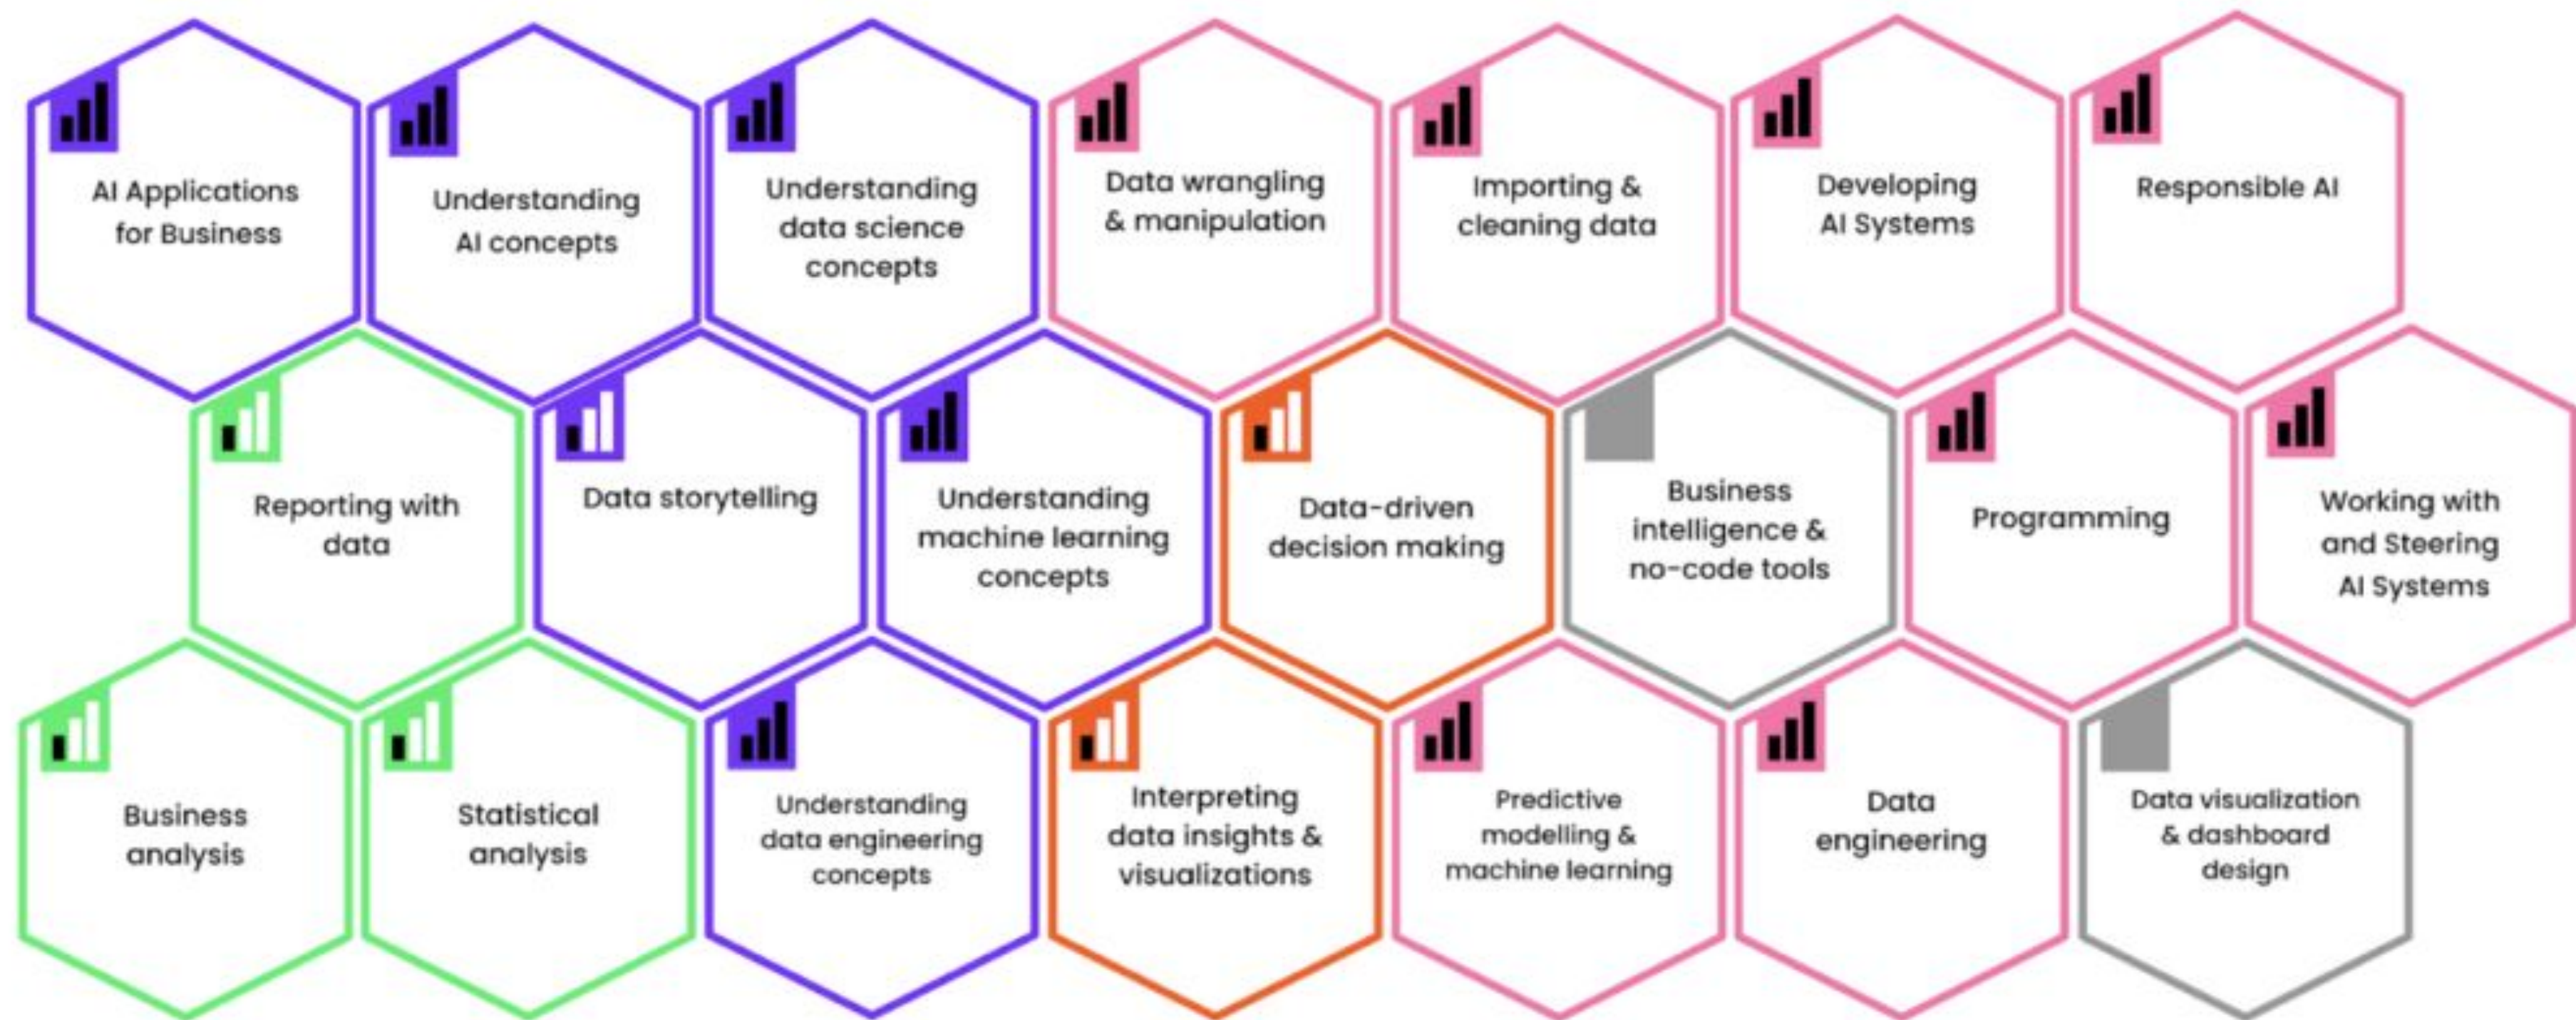 AI Applications
for Business
Understanding
AI concepts
Understanding
data science
concepts
Data wrangling
& manipulation
Importing &
cleaning data
Developing
AI Systems
Responsible AI
Reporting with
data
Data storytelling
Understanding
machine learning
concepts
Data-driven
decision making
Business
intelligence &
no-code tools
Programming
Working with
and Steering
AI Systems
Business
analysis
Statistical
analysis
Understanding
data engineering
concepts
Interpreting
data insights &
visualizations
Predictive
modelling &
machine learning
Data
engineering
Data visualization
& dashboard
design